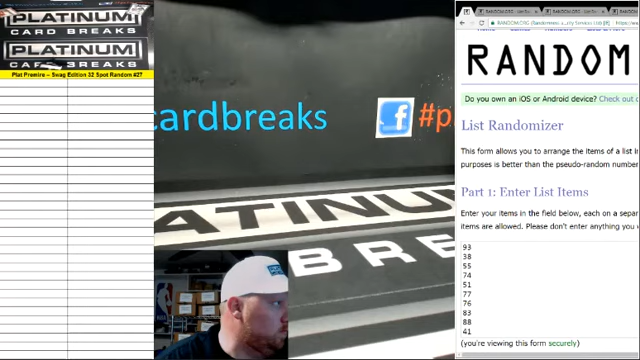 PLATINUM
CARD BREAKS
PLATINUM
CARD BREAKS
Plat Premire – Swag Edition 32 Spot Random #27
cardbreaks
f #p
ATINUM
BRE
RANDOM
Do you own an iOS or Android device? Check out
List Randomizer
This form allows you to arrange the items of a list i
purposes is better than the pseudo-random number
Part 1: Enter List Items
Enter your items in the field below, each on a sepa
items are allowed. Please don't enter anything you
93
38
55
74
51
77
76
83
88
41
(you're viewing this form securely)